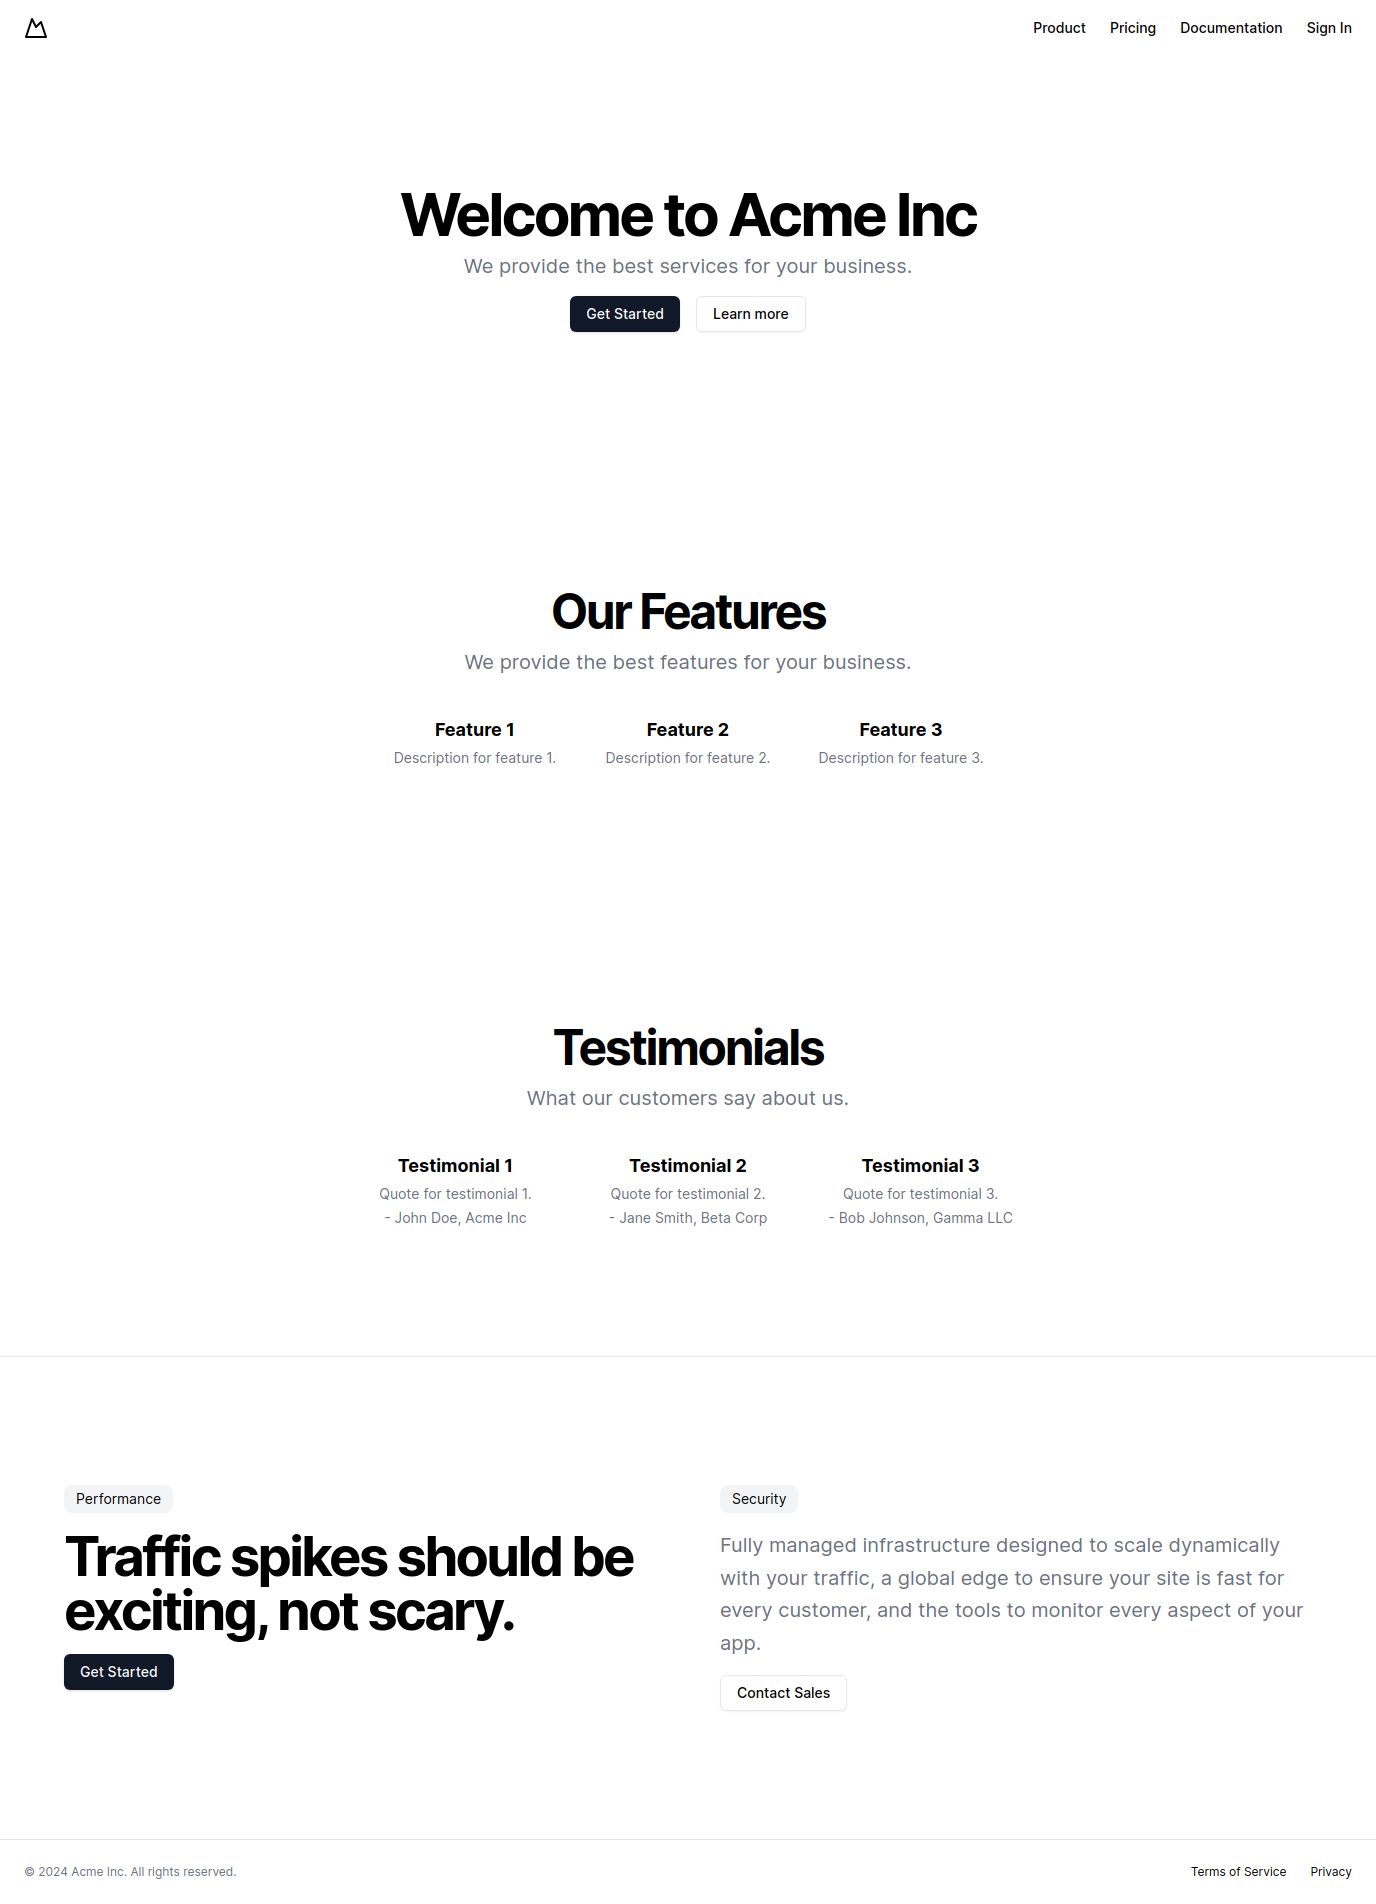 Product Pricing Documentation Sign In
Welcome to Acme Inc
We provide the best services for your business.
Get Started Learn more
Our Features
We provide the best features for your business.
Feature 1 Feature 2 Feature 3
Description for feature 1. Description for feature 2. Description for feature 3.
Testimonials
What our customers say about us.
Testimonial 1 Testimonial 2 Testimonial 3
Quote for testimonial 1. Quote for testimonial 2. Quote for testimonial 3.
- John Doe, Acme Inc - Jane Smith, Beta Corp - Bob Johnson, Gamma LLC
Performance
Traffic spikes should be
exciting, not scary.
Get Started
Security
Fully managed infrastructure designed to scale dynamically
with your traffic, a global edge to ensure your site is fast for
every customer, and the tools to monitor every aspect of your
app.
Contact Sales
© 2024 Acme Inc. All rights reserved. Terms of Service Privacy